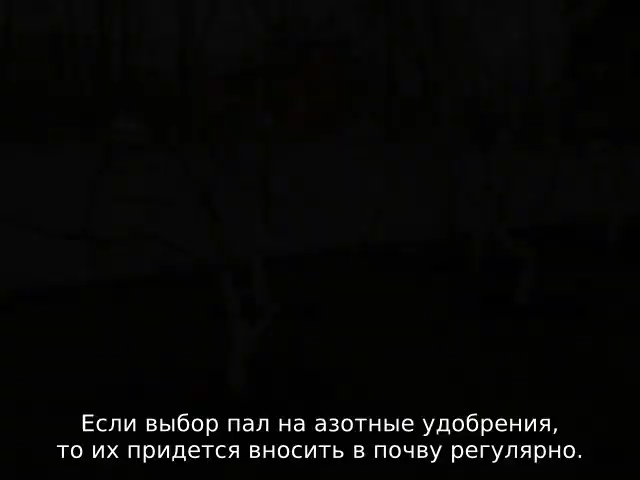 Если выбор пал на азотные удобрения,
то их придется вносить в почву регулярно.